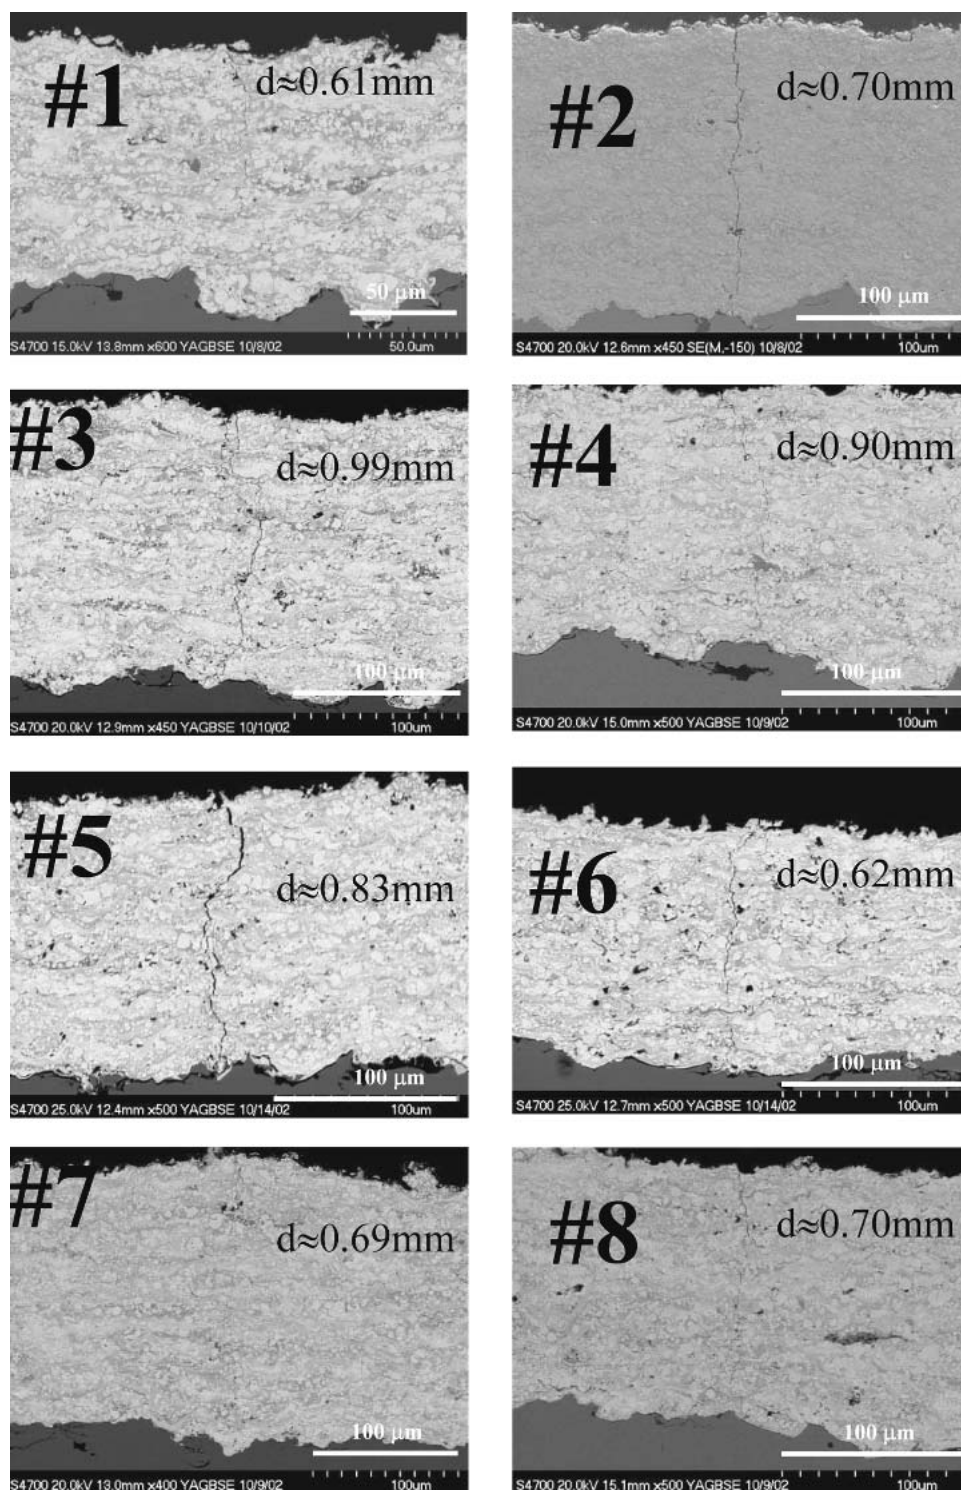 #1
d≈0.61mm
50 μm
S4700 15.0kV 13.8mm x600 YAGBSE 10/8/02 50.0um
#2
d≈0.70mm
100 μm
S4700 20.0kV 12.6mm x450 SE(M,-150) 10/8/02 100um
#3
d≈0.99mm
100 μm
S4700 20.0kV 12.9mm x450 YAGBSE 10/10/02 100um
#4
d≈0.90mm
100 μm
S4700 20.0kV 15.0mm x500 YAGBSE 10/9/02 100um
#5
d≈0.83mm
100 μm
S4700 25.0kV 12.4mm x500 YAGBSE 10/14/02 100um
#6
d≈0.62mm
100 μm
S4700 25.0kV 12.7mm x500 YAGBSE 10/14/02 100um
#7
d≈0.69mm
100 μm
S4700 20.0kV 13.0mm x400 YAGBSE 10/9/02 100um
#8
d≈0.70mm
100 μm
S4700 20.0kV 15.1mm x500 YAGBSE 10/9/02 100um